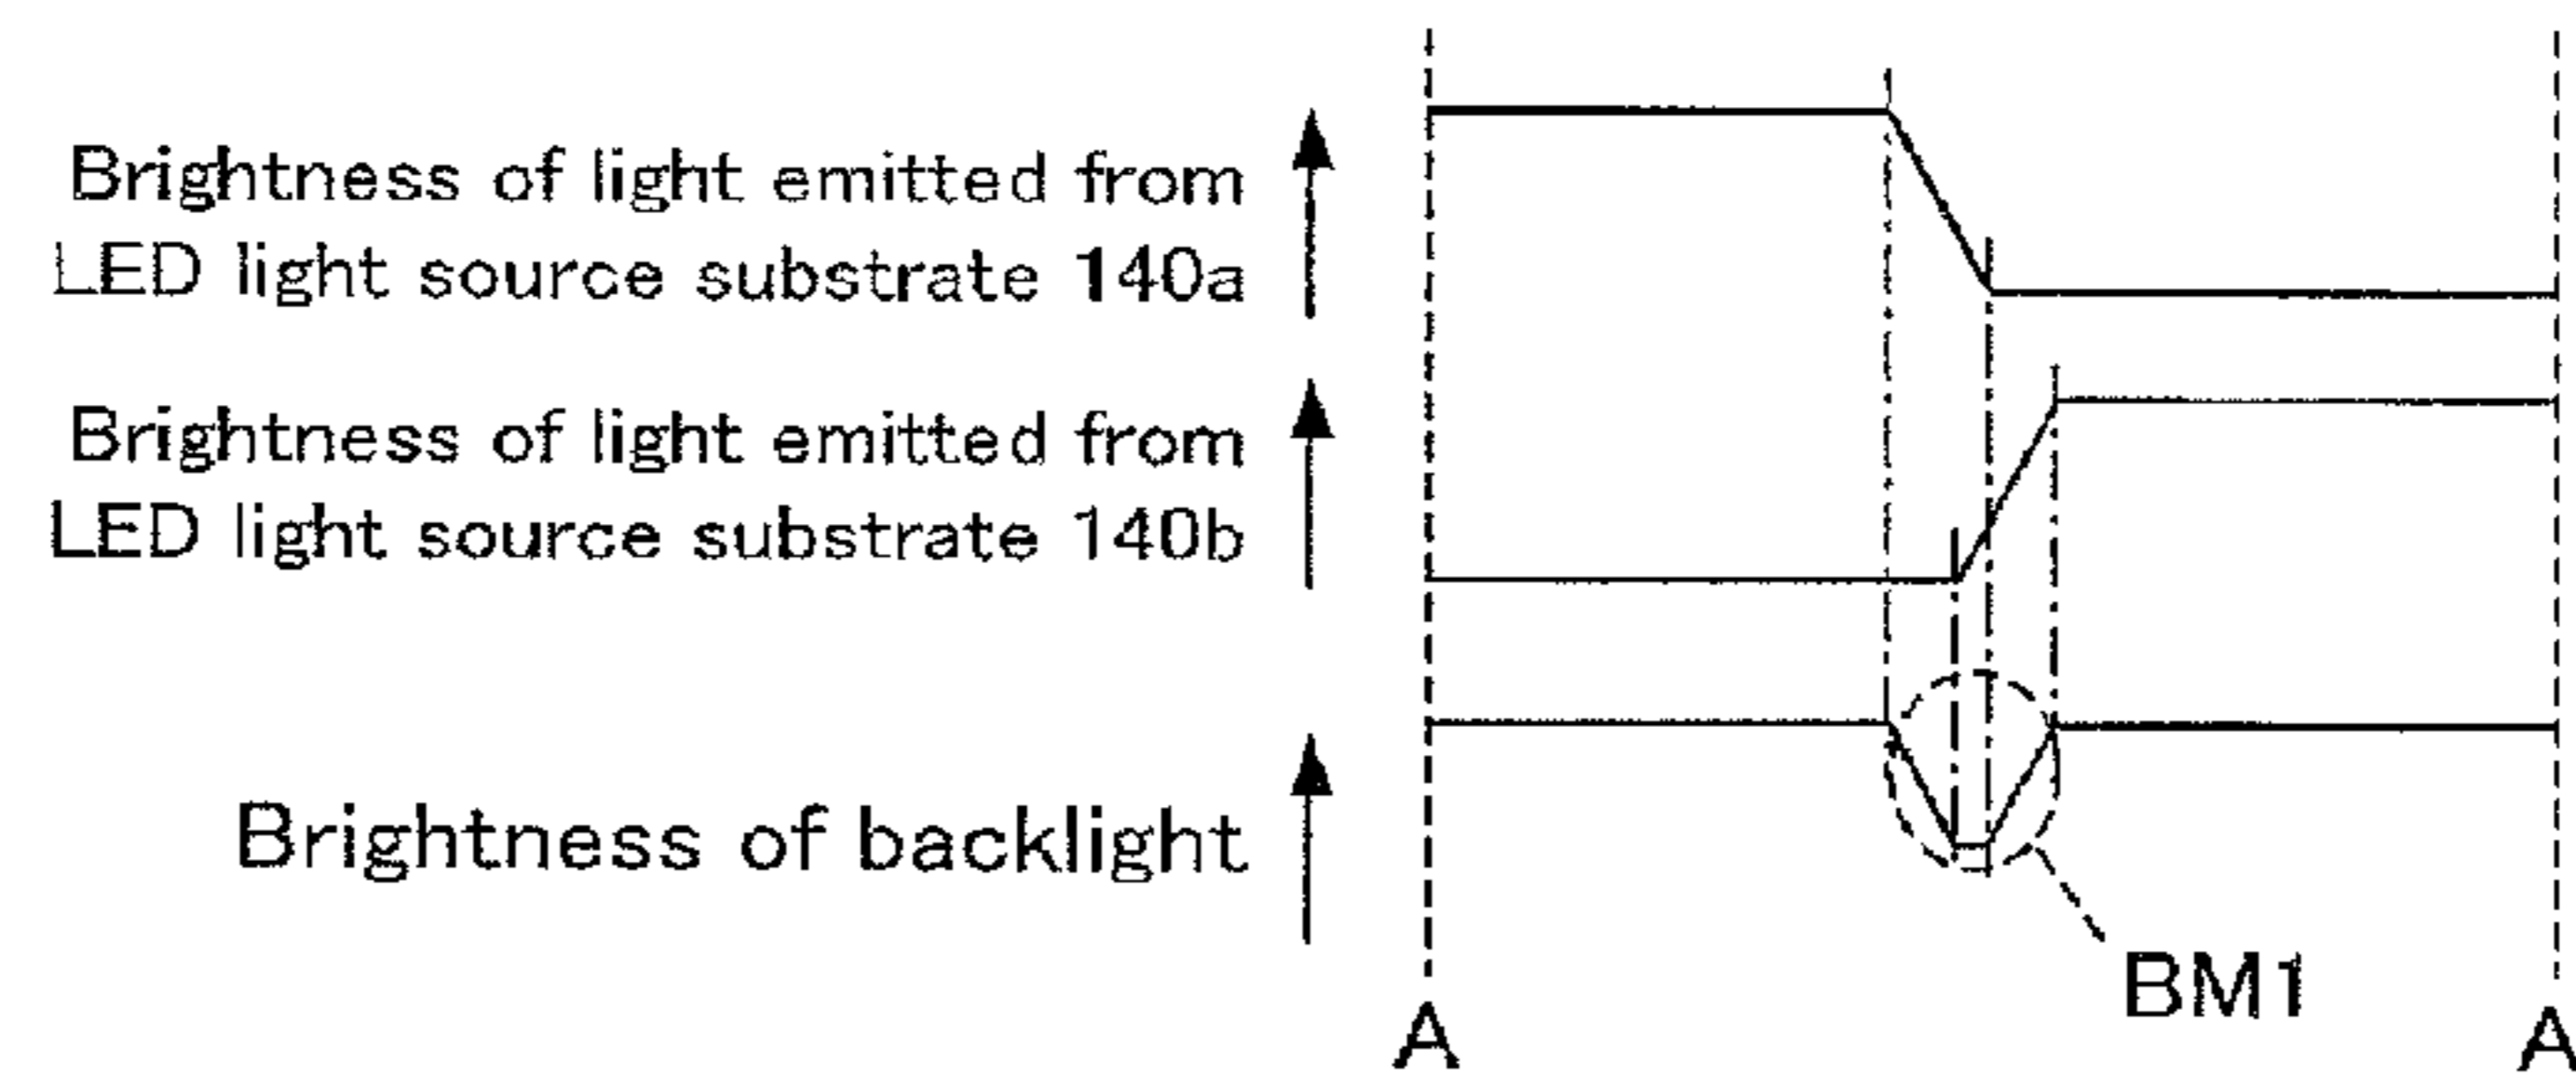 Brightness of light emitted from
LED light source substrate 140a
Brightness of light emitted from
LED light source substrate 140b
Brightness of backlight
BM1
A
A